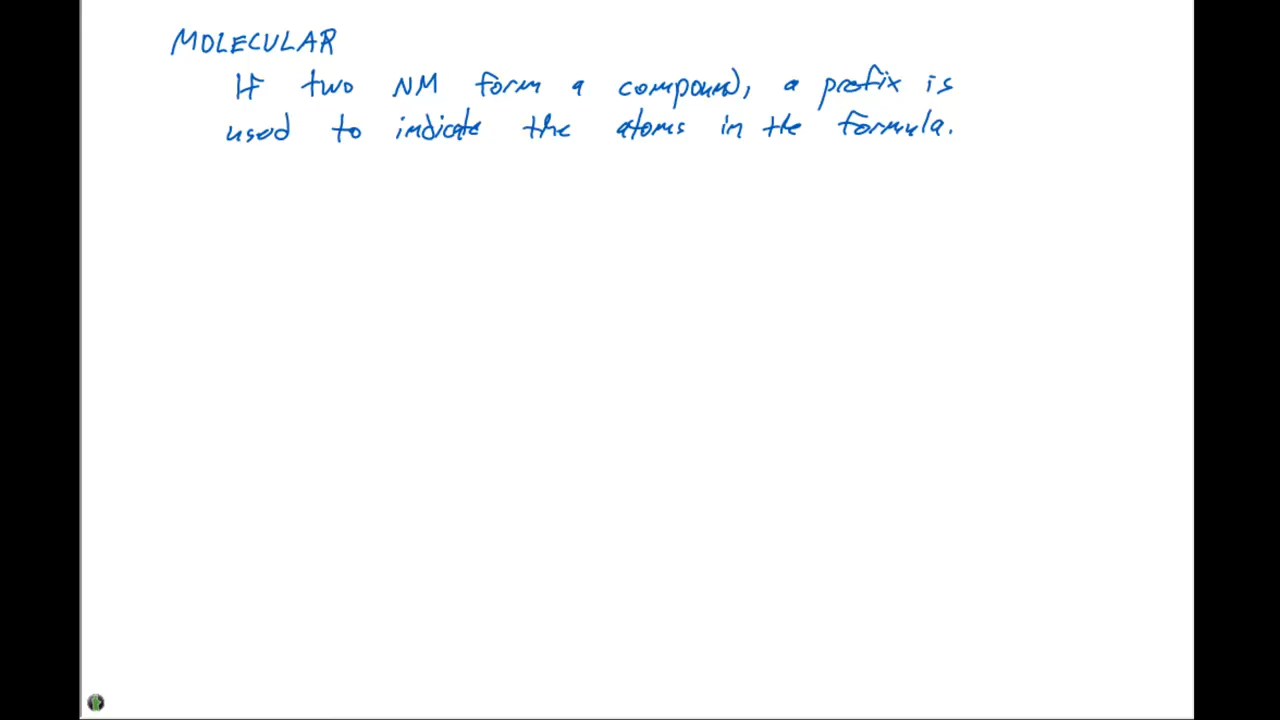 MOLECULAR
If two NM form a compound, a prefix is
used to indicate the atoms in the formula.